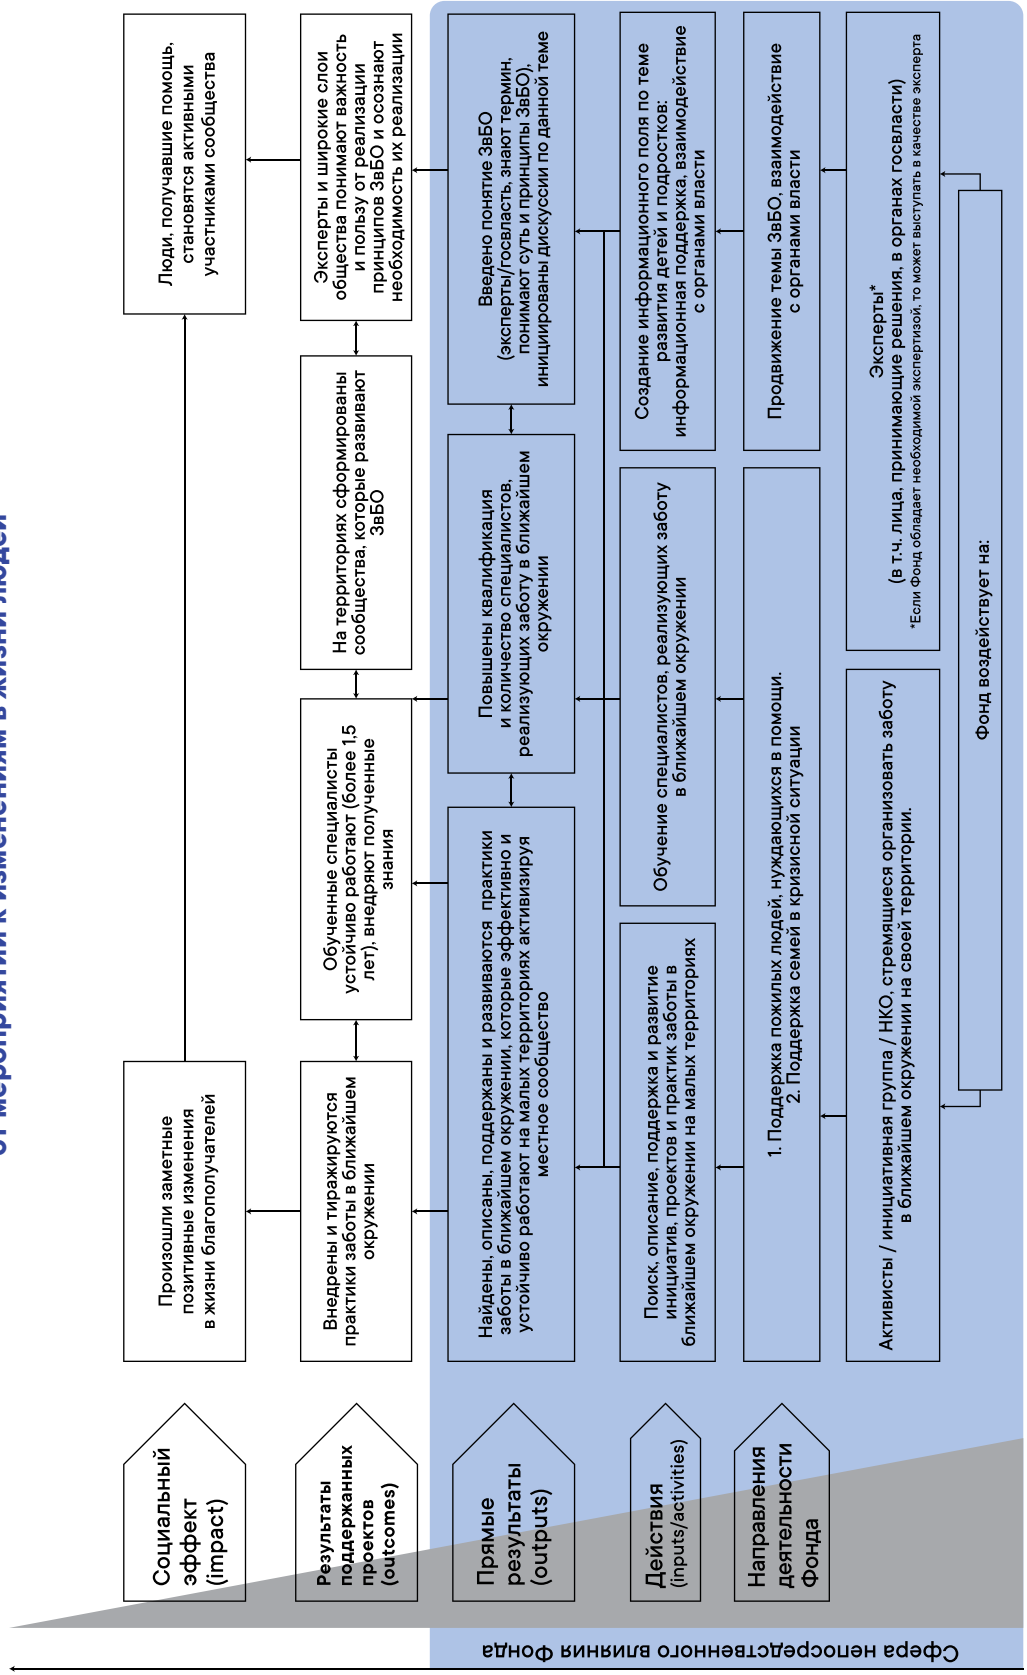 от мероприятий к изменениям в жизни людей
Социальный
эффект
(impact)
Произошли заметные
позитивные изменения
в жизни благополучателей
Люди, получавшие помощь,
становятся активными
участниками сообщества
Результаты
поддержанных
проектов
(outcomes)
Внедрены и тиражируются
практики заботы в ближайшем
окружении
Обученные специалисты
устойчиво работают (более 1,5
лет), внедряют полученные
знания
На территориях сформированы
сообщества, которые развивают
ЗвБО
Эксперты и широкие слои
общества понимают важность
и пользу от реализации
принципов ЗвБО и осознают
необходимость их реализации
Прямые
результаты
(outputs)
Найдены, описаны, поддержаны и развиваются практики
заботы в ближайшем окружении, которые эффективно и
устойчиво работают на малых территориях активизируя
местное сообщество
Повышены квалификация
и количество специалистов,
реализующих заботу в ближайшем
окружении
Введено понятие ЗвБО
(эксперты/госвласть, знают термин,
понимают суть и принципы ЗвБО),
инициированы дискуссии по данной теме
Действия
(inputs/activities)
Поиск, описание, поддержка и развитие
инициатив, проектов и практик заботы в
ближайшем окружении на малых территориях
Обучение специалистов, реализующих заботу
в ближайшем окружении
Создание информационного поля по теме
развития детей и подростков:
информационная поддержка, взаимодействие
с органами власти
Направления
деятельности
Фонда
1. Поддержка пожилых людей, нуждающихся в помощи.
2. Поддержка семей в кризисной ситуации
Продвижение темы ЗвБО, взаимодействие
с органами власти
Активисты / инициативная группа / НКО, стремящиеся организовать заботу
в ближайшем окружении на своей территории.
Эксперты*
(в т.ч. лица, принимающие решения, в органах госвласти)
*Если Фонд обладает необходимой экспертизой, то может выступать в качестве эксперта
Фонд воздействует на:
Сфера непосредственного влияния Фонда